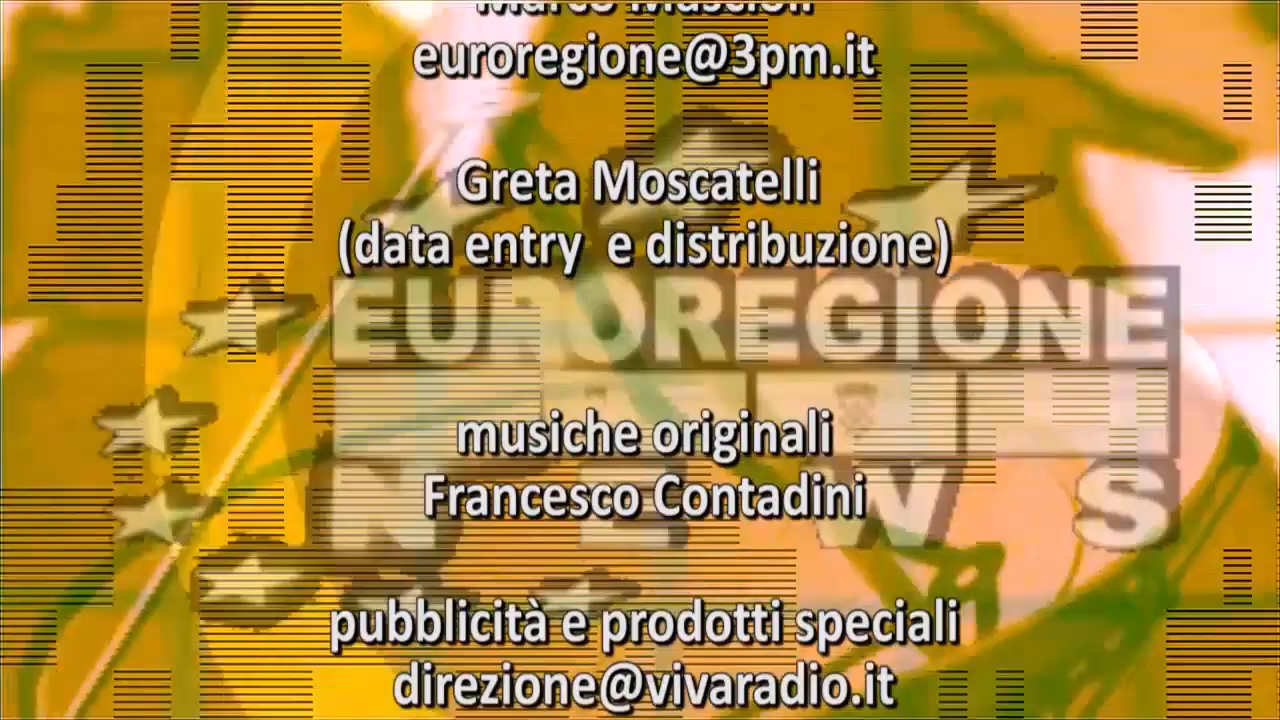 euroregione@3pm.it
Greta Moscatelli
(data entry e distribuzione)
EUROREGIONE
NEWS
musiche originali
Francesco Contadini
pubblicità e prodotti speciali
direzione@vivaradio.it